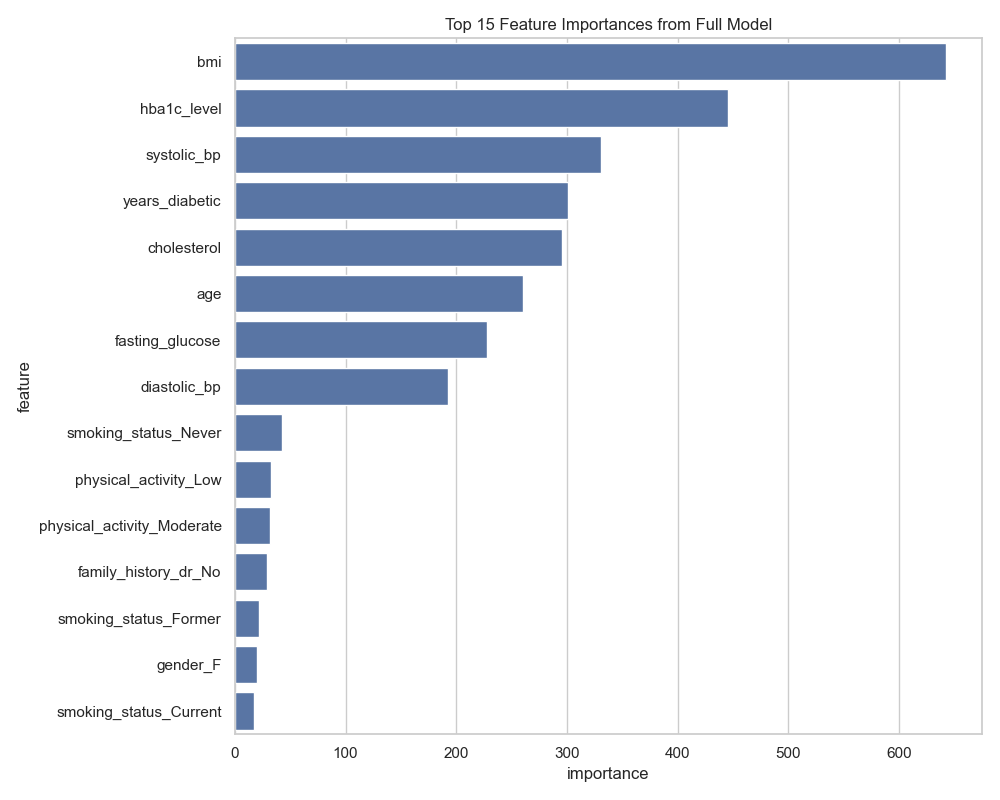 Top 15 Feature Importances from Full Model
feature
bmi
hba1c_level
systolic_bp
years_diabetic
cholesterol
age
fasting_glucose
diastolic_bp
smoking_status_Never
physical_activity_Low
physical_activity_Moderate
family_history_dr_No
smoking_status_Former
gender_F
smoking_status_Current
0 100 200 300 400 500 600
importance